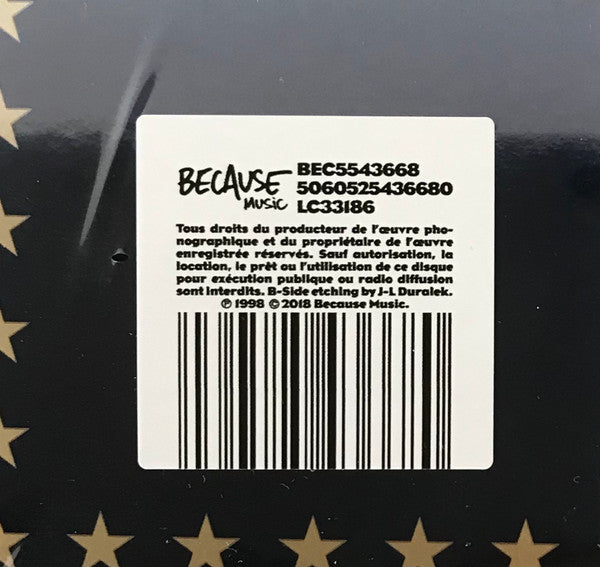 BECAUSE
MUSIC
BEC5543668
5060525436680
LC33186
Tous droits du producteur de l'œuvre pho-
nographique et du propriétaire de l'œuvre
enregistrée réservés. Sauf autorisation, la
location, le prêt ou l'utilisation de ce disque
pour exécution publique ou radio diffusion
sont interdits. B-Side etching by J-L Duralek.
℗ 1998 © 2018 Because Music.